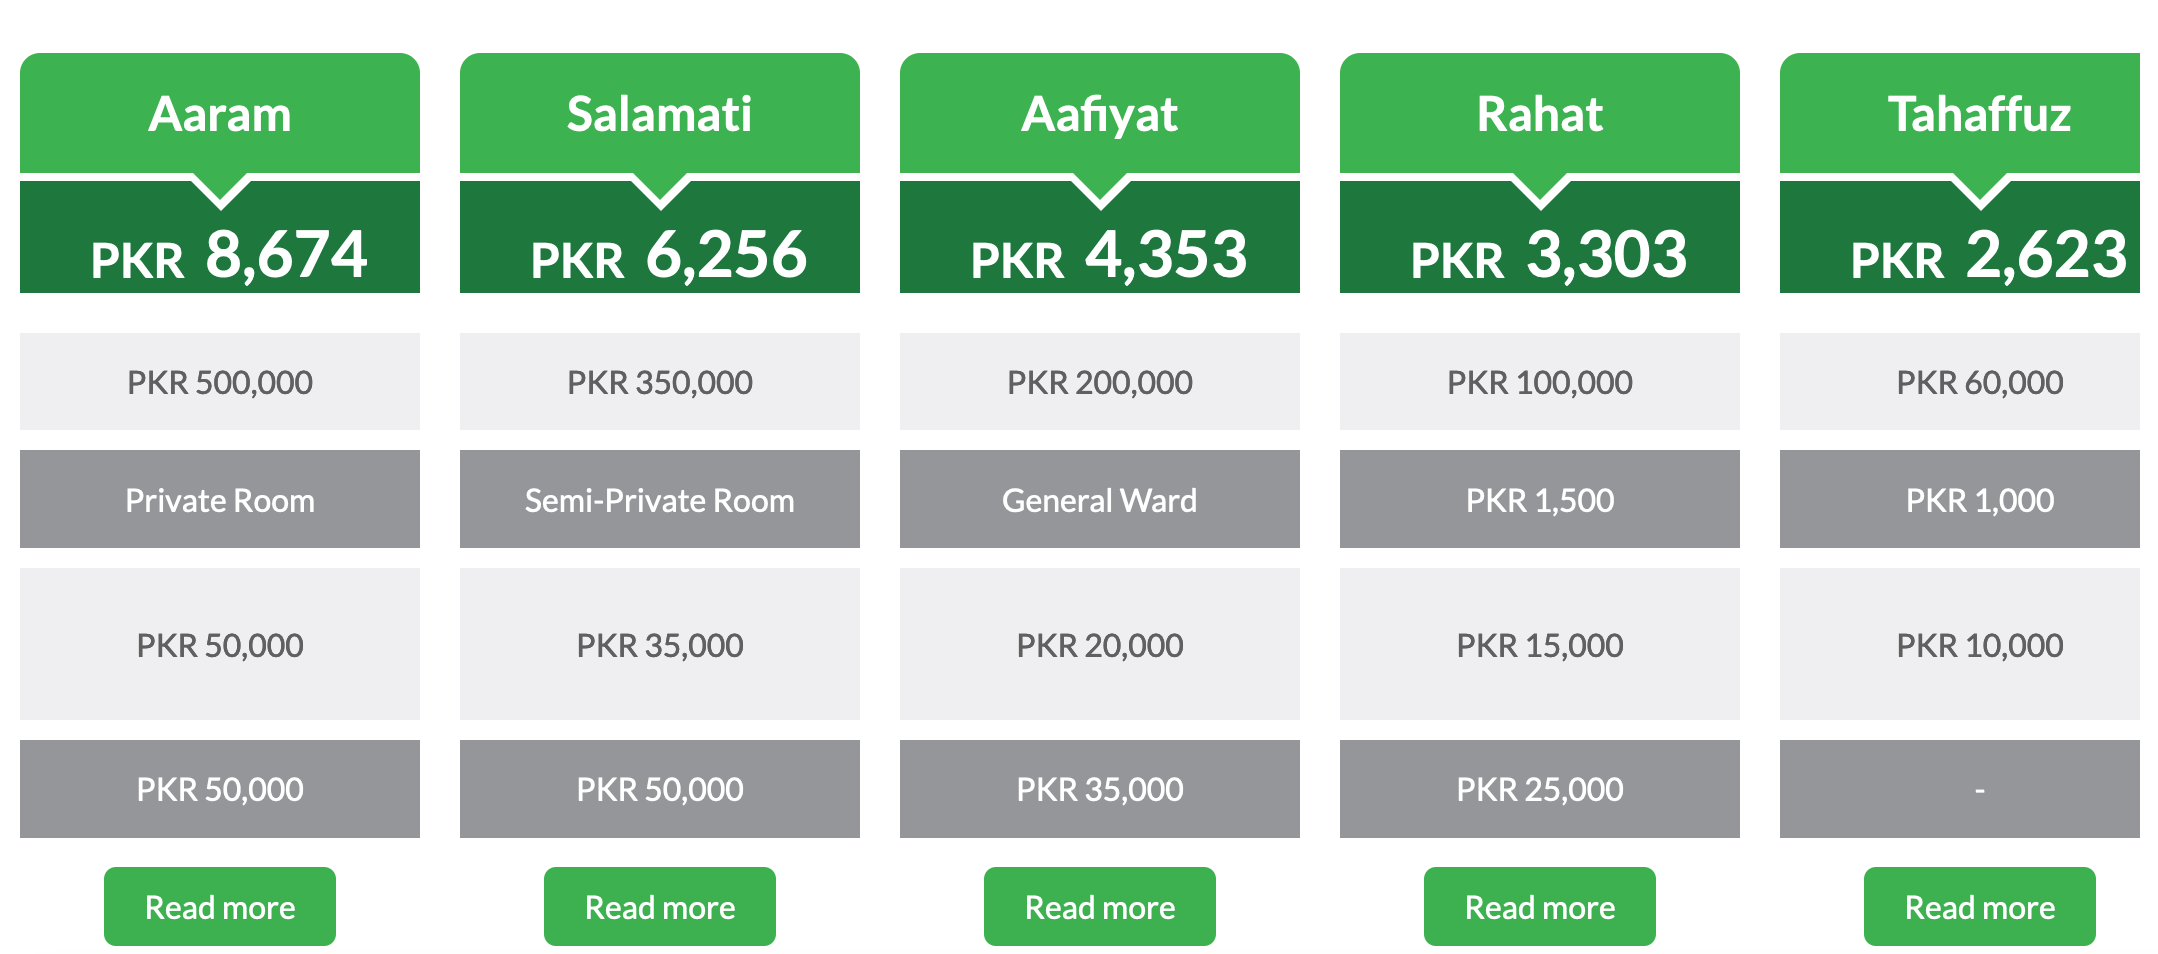 Aaram Salamati Aafiyat Rahat Tahaffuz
PKR 8,674 PKR 6,256 PKR 4,353 PKR 3,303 PKR 2,623
PKR 500,000 PKR 350,000 PKR 200,000 PKR 100,000 PKR 60,000
Private Room Semi-Private Room General Ward PKR 1,500 PKR 1,000
PKR 50,000 PKR 35,000 PKR 20,000 PKR 15,000 PKR 10,000
PKR 50,000 PKR 50,000 PKR 35,000 PKR 25,000 -
Read more Read more Read more Read more Read more